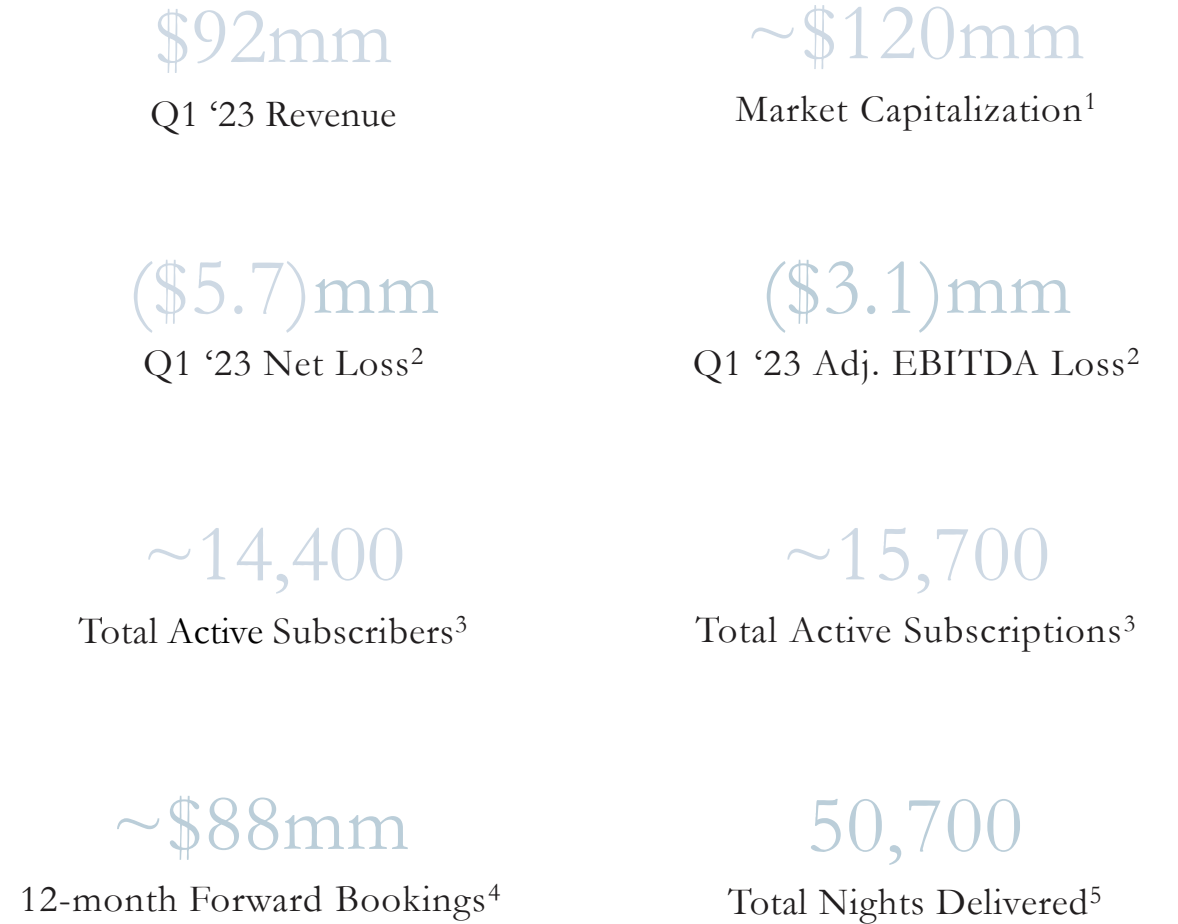 $92mm
Q1 ‘23 Revenue
~$120mm
Market Capitalization¹
($5.7)mm
Q1 ‘23 Net Loss²
($3.1)mm
Q1 ‘23 Adj. EBITDA Loss²
~14,400
Total Active Subscribers³
~15,700
Total Active Subscriptions³
~$88mm
12-month Forward Bookings⁴
50,700
Total Nights Delivered⁵